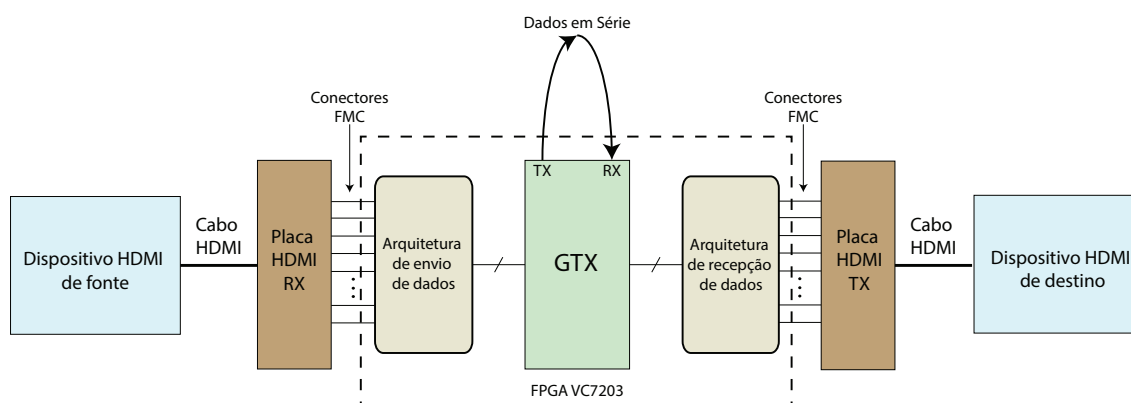 Dados em Série
Conectores
FMC
Conectores
FMC
TX
RX
Dispositivo HDMI
de fonte
Cabo
HDMI
Placa
HDMI
RX
Arquitetura
de envio
de dados
GTX
Arquitetura
de recepção
de dados
Placa
HDMI
TX
Cabo
HDMI
Dispositivo HDMI
de destino
FPGA VC7203